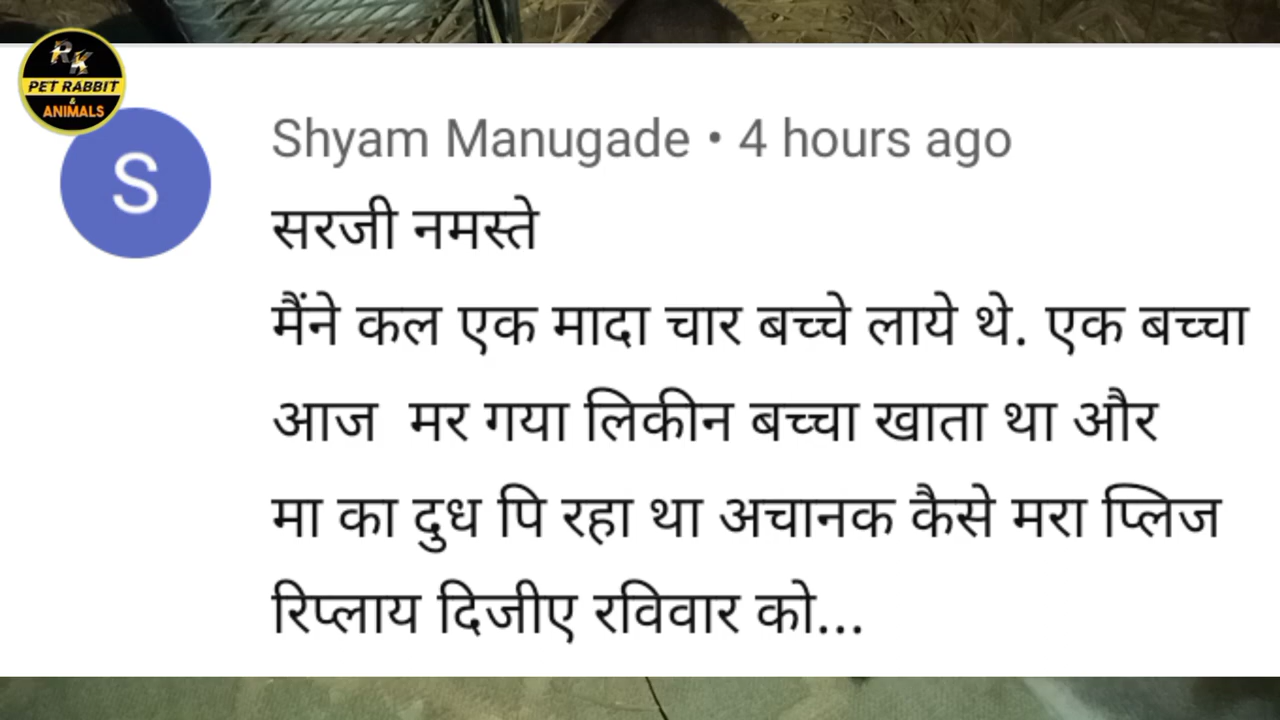 RK
PET RABBIT
&
ANIMALS
S
Shyam Manugade • 4 hours ago
सरजी नमस्ते
मैंने कल एक मादा चार बच्चे लाये थे. एक बच्चा
आज मर गया लिकीन बच्चा खाता था और
मा का दुध पि रहा था अचानक कैसे मरा प्लिज
रिप्लाय दिजीए रविवार को...